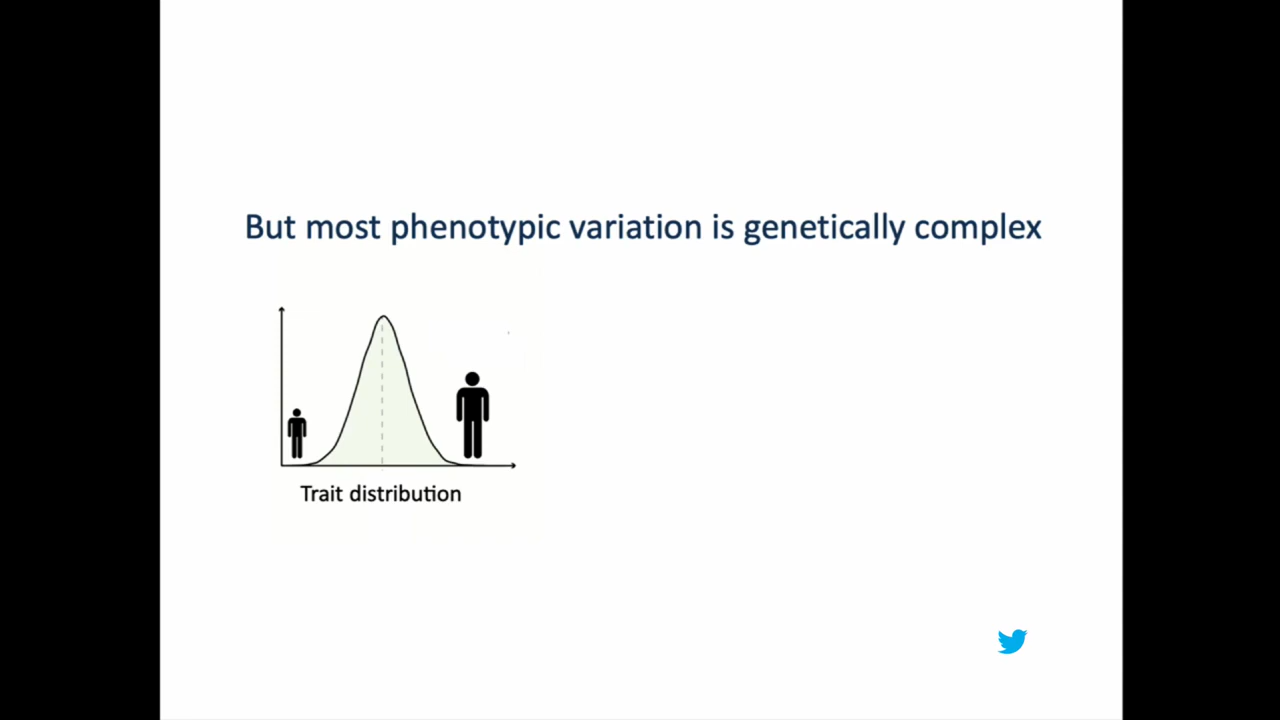 But most phenotypic variation is genetically complex
Trait distribution